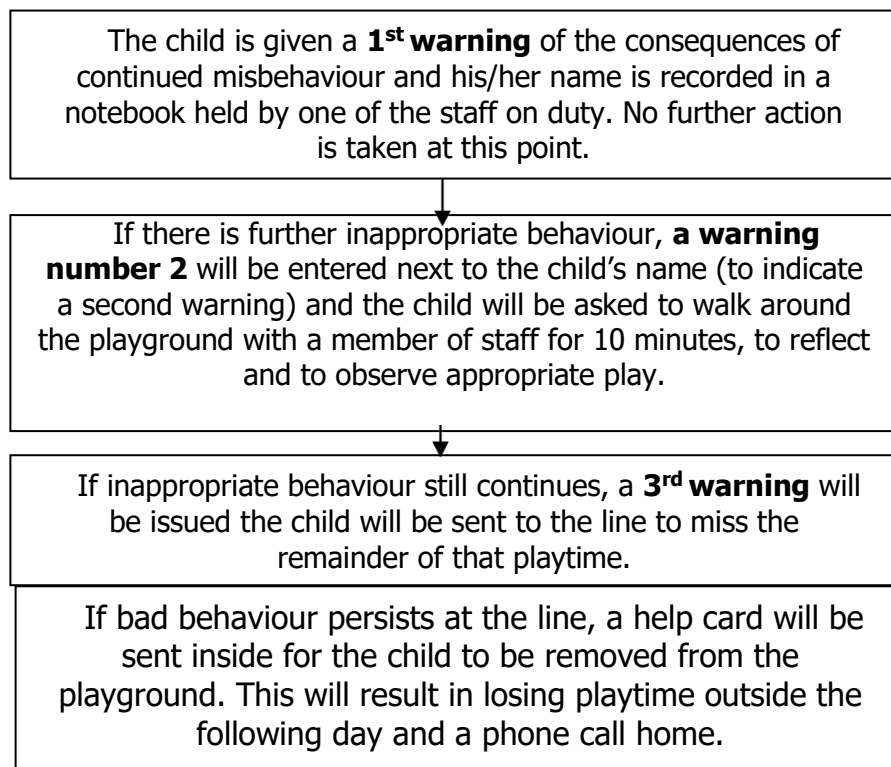 The child is given a 1st warning of the consequences of
continued misbehaviour and his/her name is recorded in a
notebook held by one of the staff on duty. No further action
is taken at this point.
If there is further inappropriate behaviour, a warning
number 2 will be entered next to the child's name (to indicate
a second warning) and the child will be asked to walk around
the playground with a member of staff for 10 minutes, to reflect
and to observe appropriate play.
If inappropriate behaviour still continues, a 3rd warning will
be issued the child will be sent to the line to miss the
remainder of that playtime.
If bad behaviour persists at the line, a help card will be
sent inside for the child to be removed from the
playground. This will result in losing playtime outside the
following day and a phone call home.